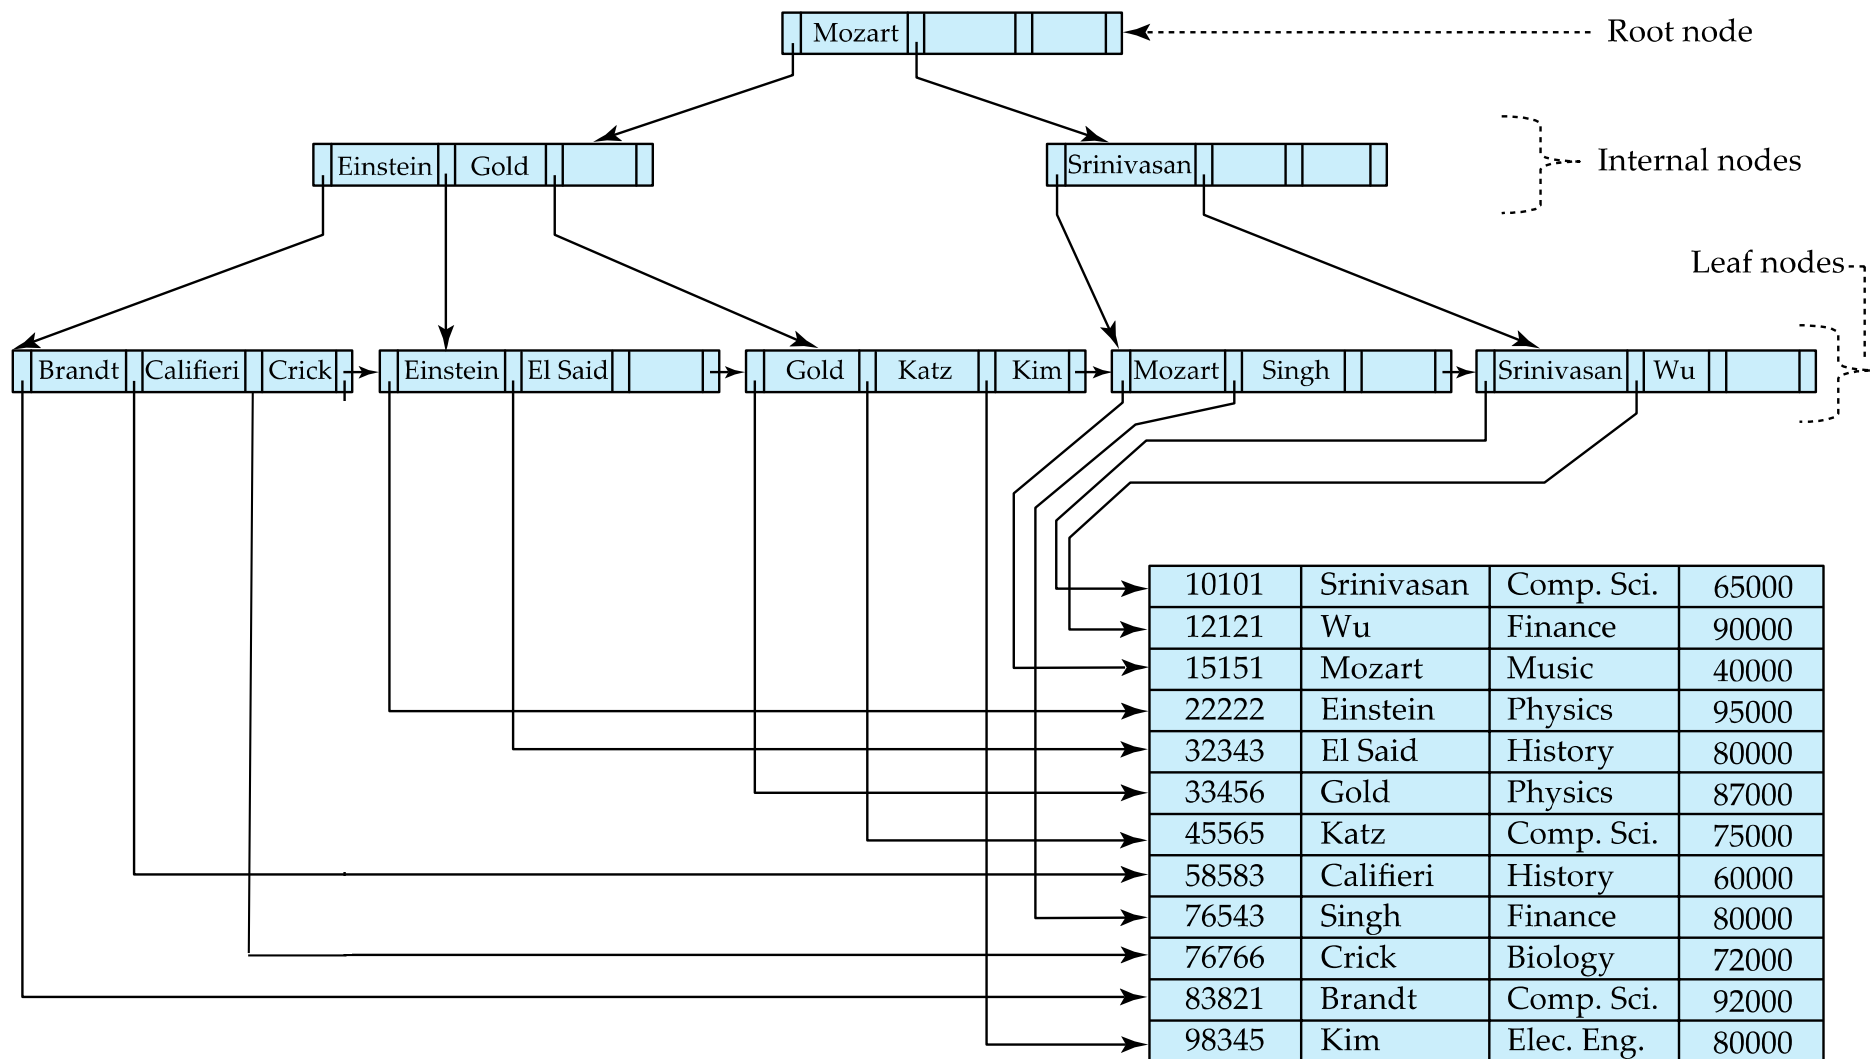 Mozart
Root node
Einstein Gold
Srinivasan
Internal nodes
Leaf nodes
Brandt Califieri Crick
Einstein El Said
Gold Katz Kim
Mozart Singh
Srinivasan Wu
10101 Srinivasan Comp. Sci. 65000
12121 Wu Finance 90000
15151 Mozart Music 40000
22222 Einstein Physics 95000
32343 El Said History 80000
33456 Gold Physics 87000
45565 Katz Comp. Sci. 75000
58583 Califieri History 60000
76543 Singh Finance 80000
76766 Crick Biology 72000
83821 Brandt Comp. Sci. 92000
98345 Kim Elec. Eng. 80000